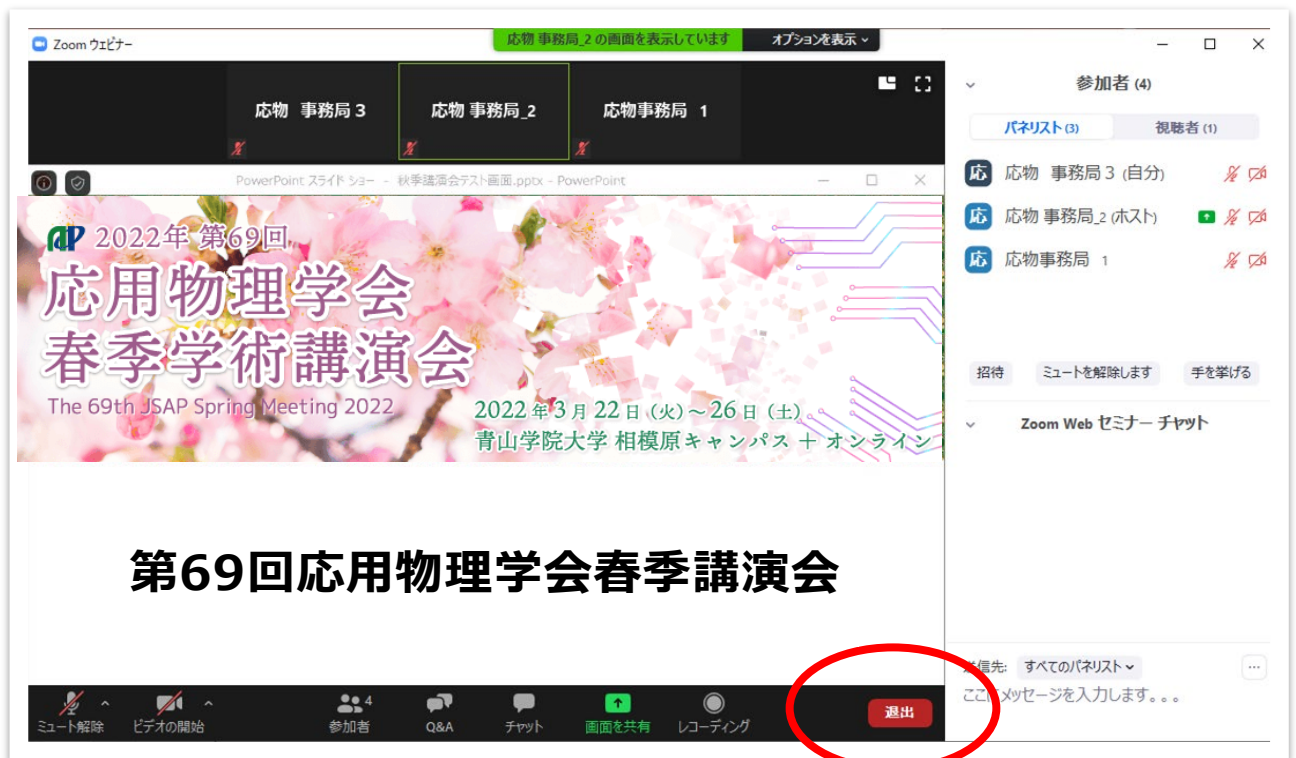 Zoom ウェビナー
応物 事務局_2 の画面を表示しています
オプションを表示
応物 事務局 3
応物 事務局_2
応物事務局 1
PowerPoint スライド ショー - 秋季講演会テスト画面.pptx - PowerPoint
2022年 第69回
応用物理学会
春季学術講演会
The 69th JSAP Spring Meeting 2022
2022年3月22日（火）～26日（土）
青山学院大学 相模原キャンパス + オンライン
第69回応用物理学会春季講演会
ミュート解除
ビデオの開始
4
参加者
Q&A
チャット
画面を共有
レコーディング
退出
参加者 (4)
パネリスト (3)
視聴者 (1)
応 応物 事務局 3 (自分)
応 応物 事務局_2 (ホスト)
応 応物事務局 1
招待
ミュートを解除します
手を挙げる
Zoom Web セミナー チャット
送信先: すべてのパネリスト
ここにメッセージを入力します。。。